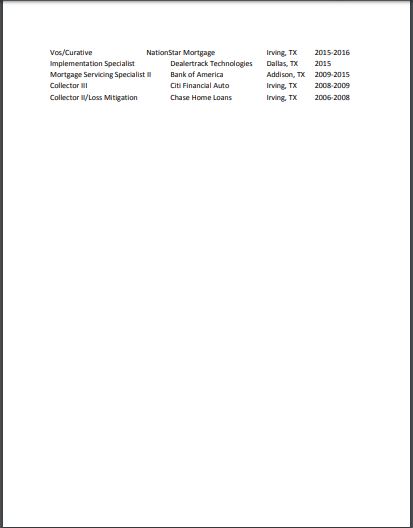 Vos/Curative NationStar Mortgage Irving, TX 2015-2016
Implementation Specialist Dealertrack Technologies Dallas, TX 2015
Mortgage Servicing Specialist II Bank of America Addison, TX 2009-2015
Collector III Citi Financial Auto Irving, TX 2008-2009
Collector II/Loss Mitigation Chase Home Loans Irving, TX 2006-2008